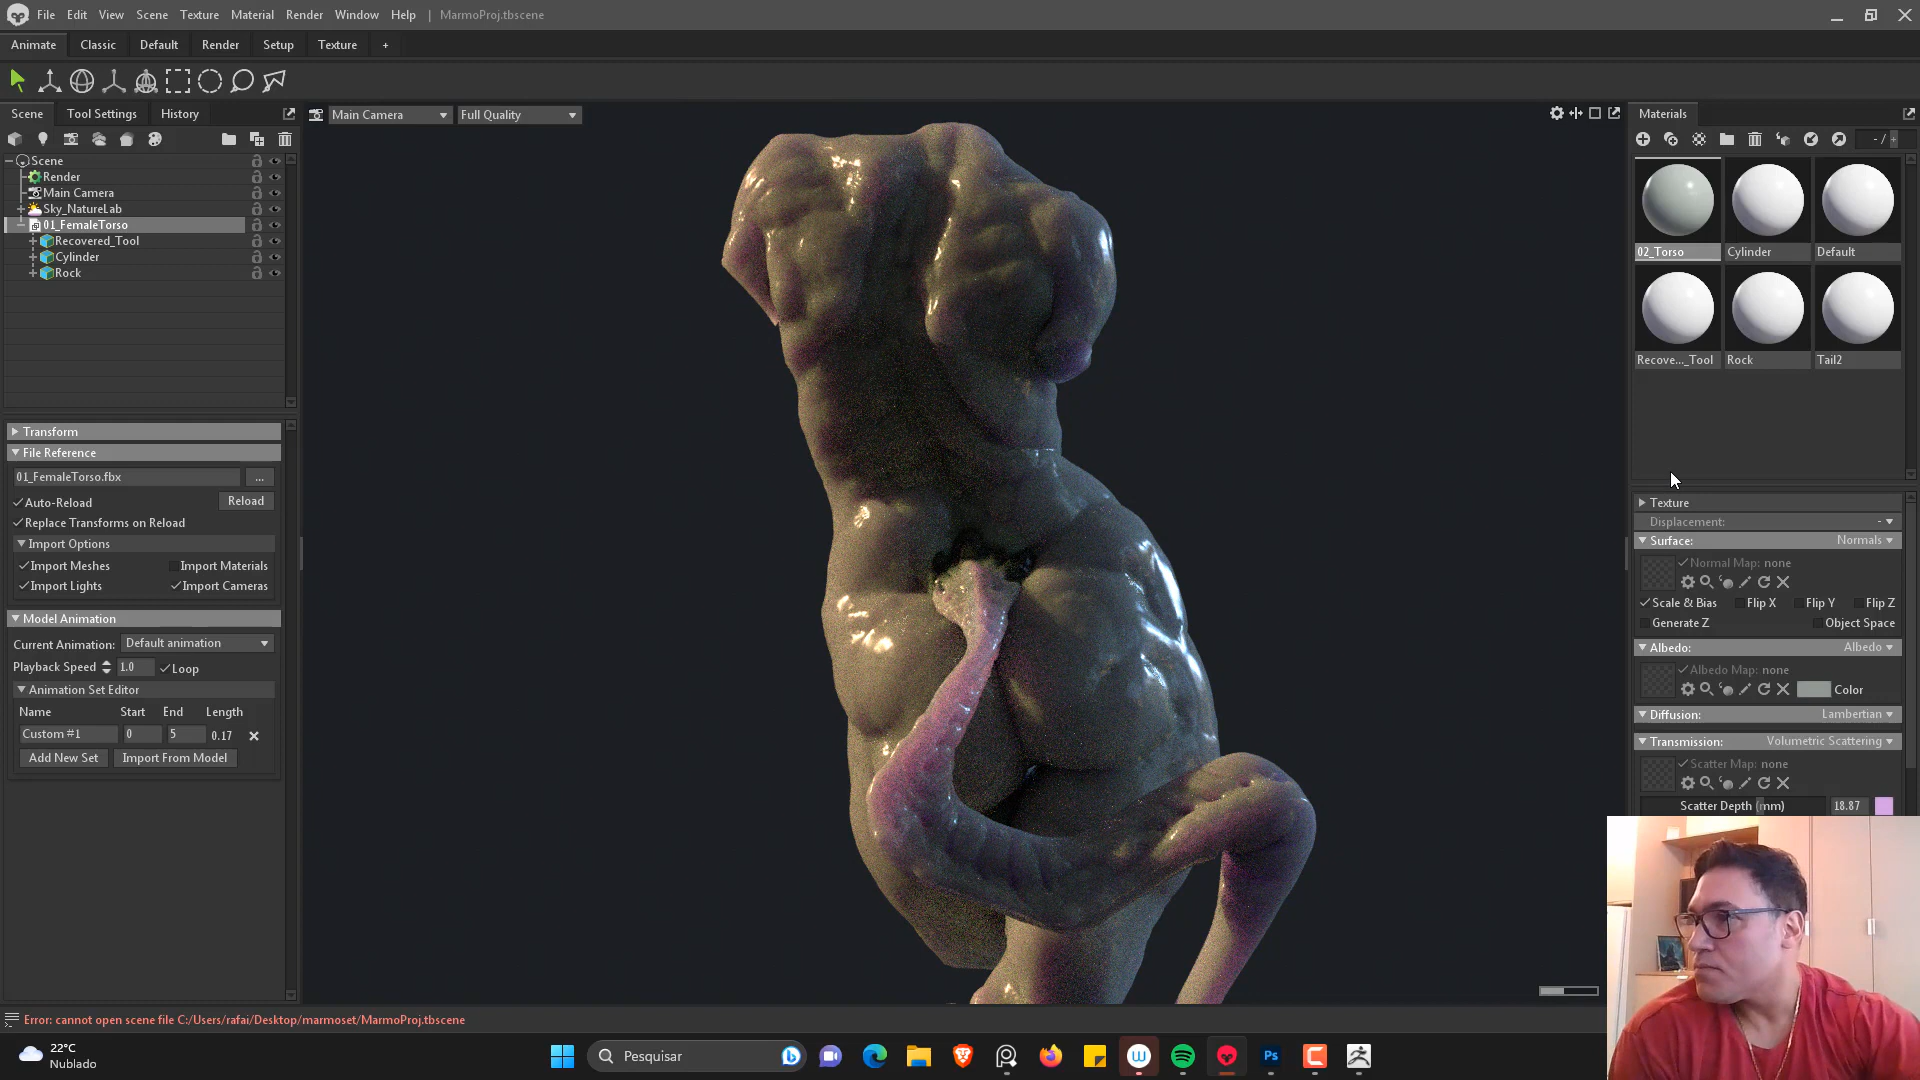 File Edit View Scene Texture Material Render Window Help | MarmoProj.tbscene
Animate Classic Default Render Setup Texture +
Scene Tool Settings History
Main Camera Full Quality
Materials
- / +
Scene
Render
Main Camera
Sky_NatureLab
01_FemaleTorso
Recovered_Tool
Cylinder
Rock
02_Torso Cylinder Default
Recove..._Tool Rock Tail2
Transform
File Reference
01_FemaleTorso.fbx ...
Auto-Reload Reload
Replace Transforms on Reload
Import Options
Import Meshes Import Materials
Import Lights Import Cameras
Model Animation
Current Animation: Default animation
Playback Speed 1.0 Loop
Animation Set Editor
Name Start End Length
Custom #1 0 5 0.17
Add New Set Import From Model
Texture
Displacement: -
Surface: Normals
Normal Map: none
Scale & Bias Flip X Flip Y Flip Z
Generate Z Object Space
Albedo: Albedo
Albedo Map: none
Color
Diffusion: Lambertian
Transmission: Volumetric Scattering
Scatter Map: none
Scatter Depth (mm) 18.87
Error: cannot open scene file C:/Users/rafai/Desktop/marmoset/MarmoProj.tbscene
22°C
Nublado
Pesquisar
Ps